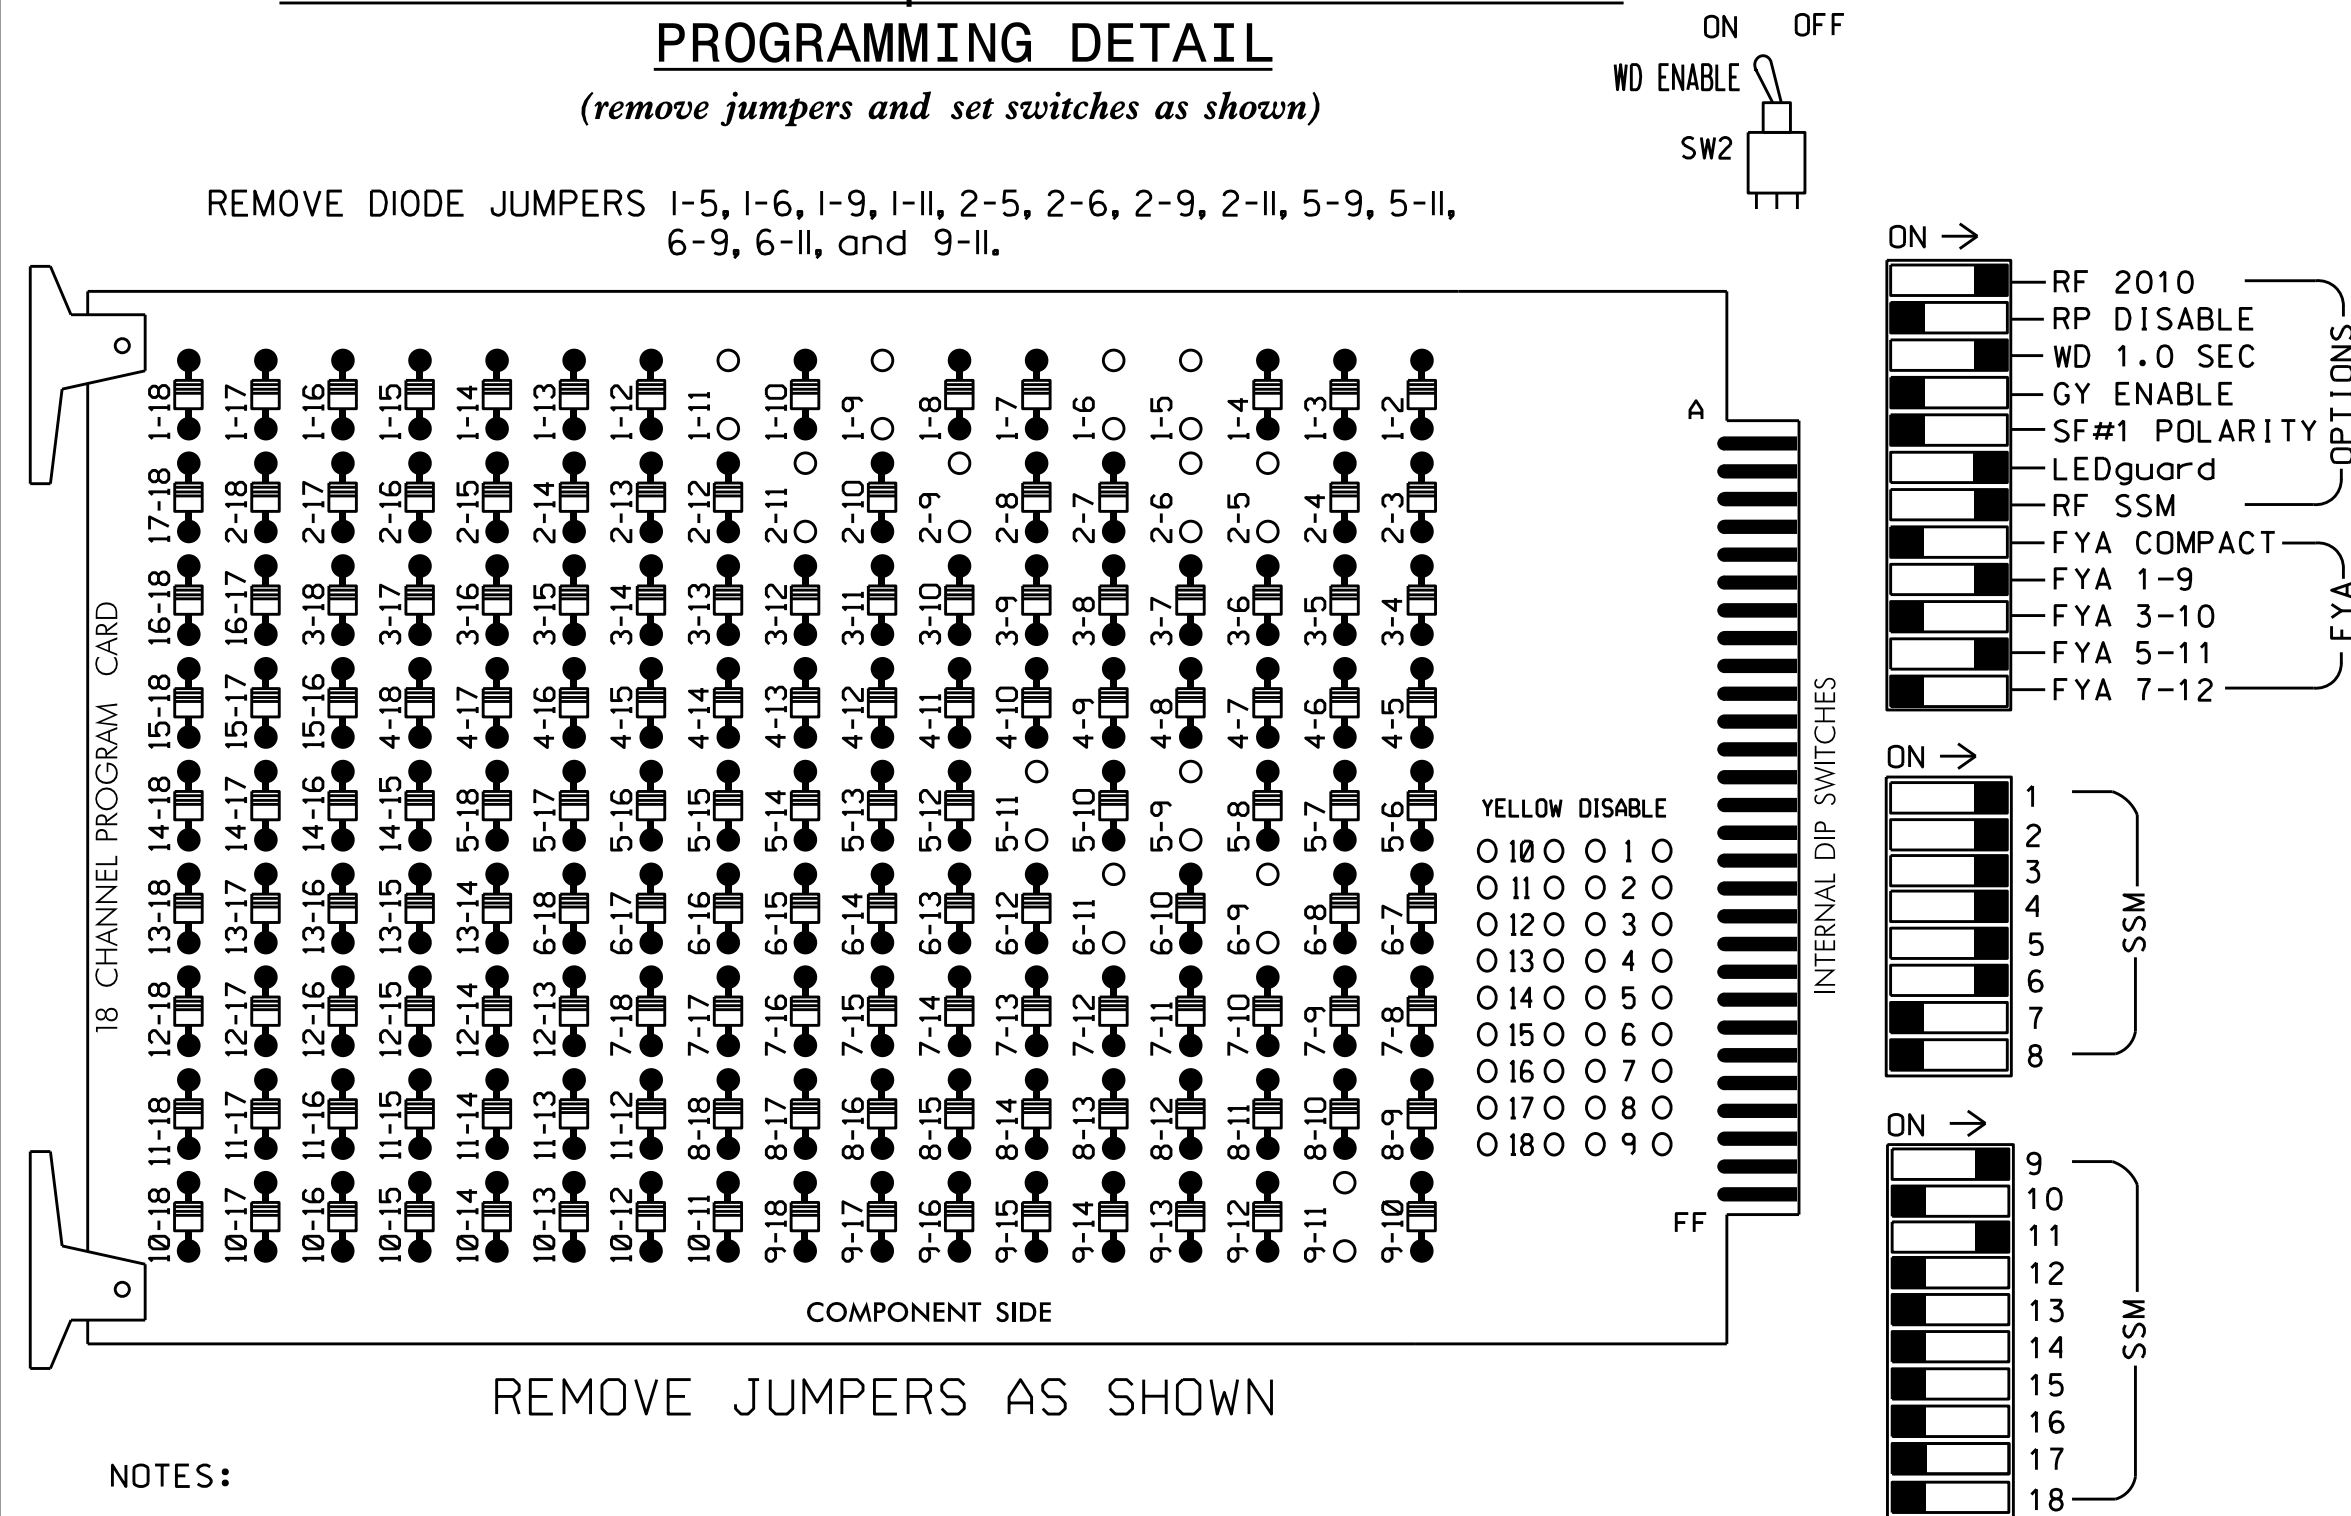 PROGRAMMING DETAIL
(remove jumpers and set switches as shown)
ON OFF
WD ENABLE
SW2
REMOVE DIODE JUMPERS 1-5, 1-6, 1-9, 1-11, 2-5, 2-6, 2-9, 2-11, 5-9, 5-11,
6-9, 6-11, and 9-11.
1-18 1-17 1-16 1-15 1-14 1-13 1-12 1-11 1-10 1-9 1-8 1-7 1-6 1-5 1-4 1-3 1-2
17-18 2-18 2-17 2-16 2-15 2-14 2-13 2-12 2-11 2-10 2-9 2-8 2-7 2-6 2-5 2-4 2-3
16-18 16-17 3-18 3-17 3-16 3-15 3-14 3-13 3-12 3-11 3-10 3-9 3-8 3-7 3-6 3-5 3-4
15-18 15-17 15-16 4-18 4-17 4-16 4-15 4-14 4-13 4-12 4-11 4-10 4-9 4-8 4-7 4-6 4-5
14-18 14-17 14-16 14-15 5-18 5-17 5-16 5-15 5-14 5-13 5-12 5-11 5-10 5-9 5-8 5-7 5-6
13-18 13-17 13-16 13-15 13-14 6-18 6-17 6-16 6-15 6-14 6-13 6-12 6-11 6-10 6-9 6-8 6-7
12-18 12-17 12-16 12-15 12-14 12-13 7-18 7-17 7-16 7-15 7-14 7-13 7-12 7-11 7-10 7-9 7-8
11-18 11-17 11-16 11-15 11-14 11-13 11-12 8-18 8-17 8-16 8-15 8-14 8-13 8-12 8-11 8-10 8-9
10-18 10-17 10-16 10-15 10-14 10-13 10-12 10-11 9-18 9-17 9-16 9-15 9-14 9-13 9-12 9-11 9-10
18 CHANNEL PROGRAM CARD
A
FF
YELLOW DISABLE
10 1
11 2
12 3
13 4
14 5
15 6
16 7
17 8
18 9
COMPONENT SIDE
INTERNAL DIP SWITCHES
ON
RF 2010
RP DISABLE
WD 1.0 SEC
GY ENABLE
SF#1 POLARITY
LEDguard
RF SSM
OPTIONS
FYA COMPACT
FYA 1-9
FYA 3-10
FYA 5-11
FYA 7-12
FYA
ON
1
2
3
4
5
6
7
8
SSM
ON
9
10
11
12
13
14
15
16
17
18
SSM
REMOVE JUMPERS AS SHOWN
NOTES: